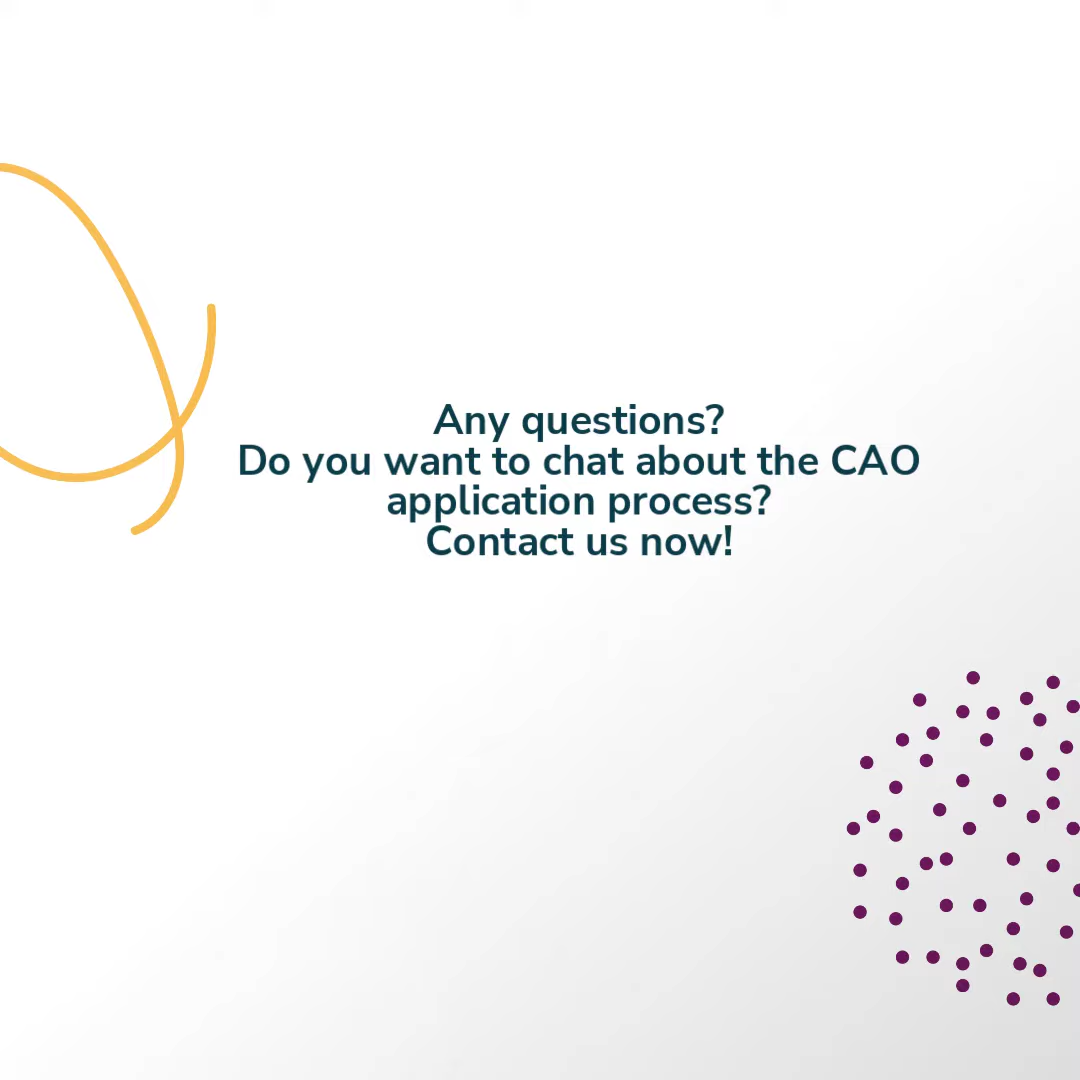 Any questions?
Do you want to chat about the CAO
application process?
Contact us now!